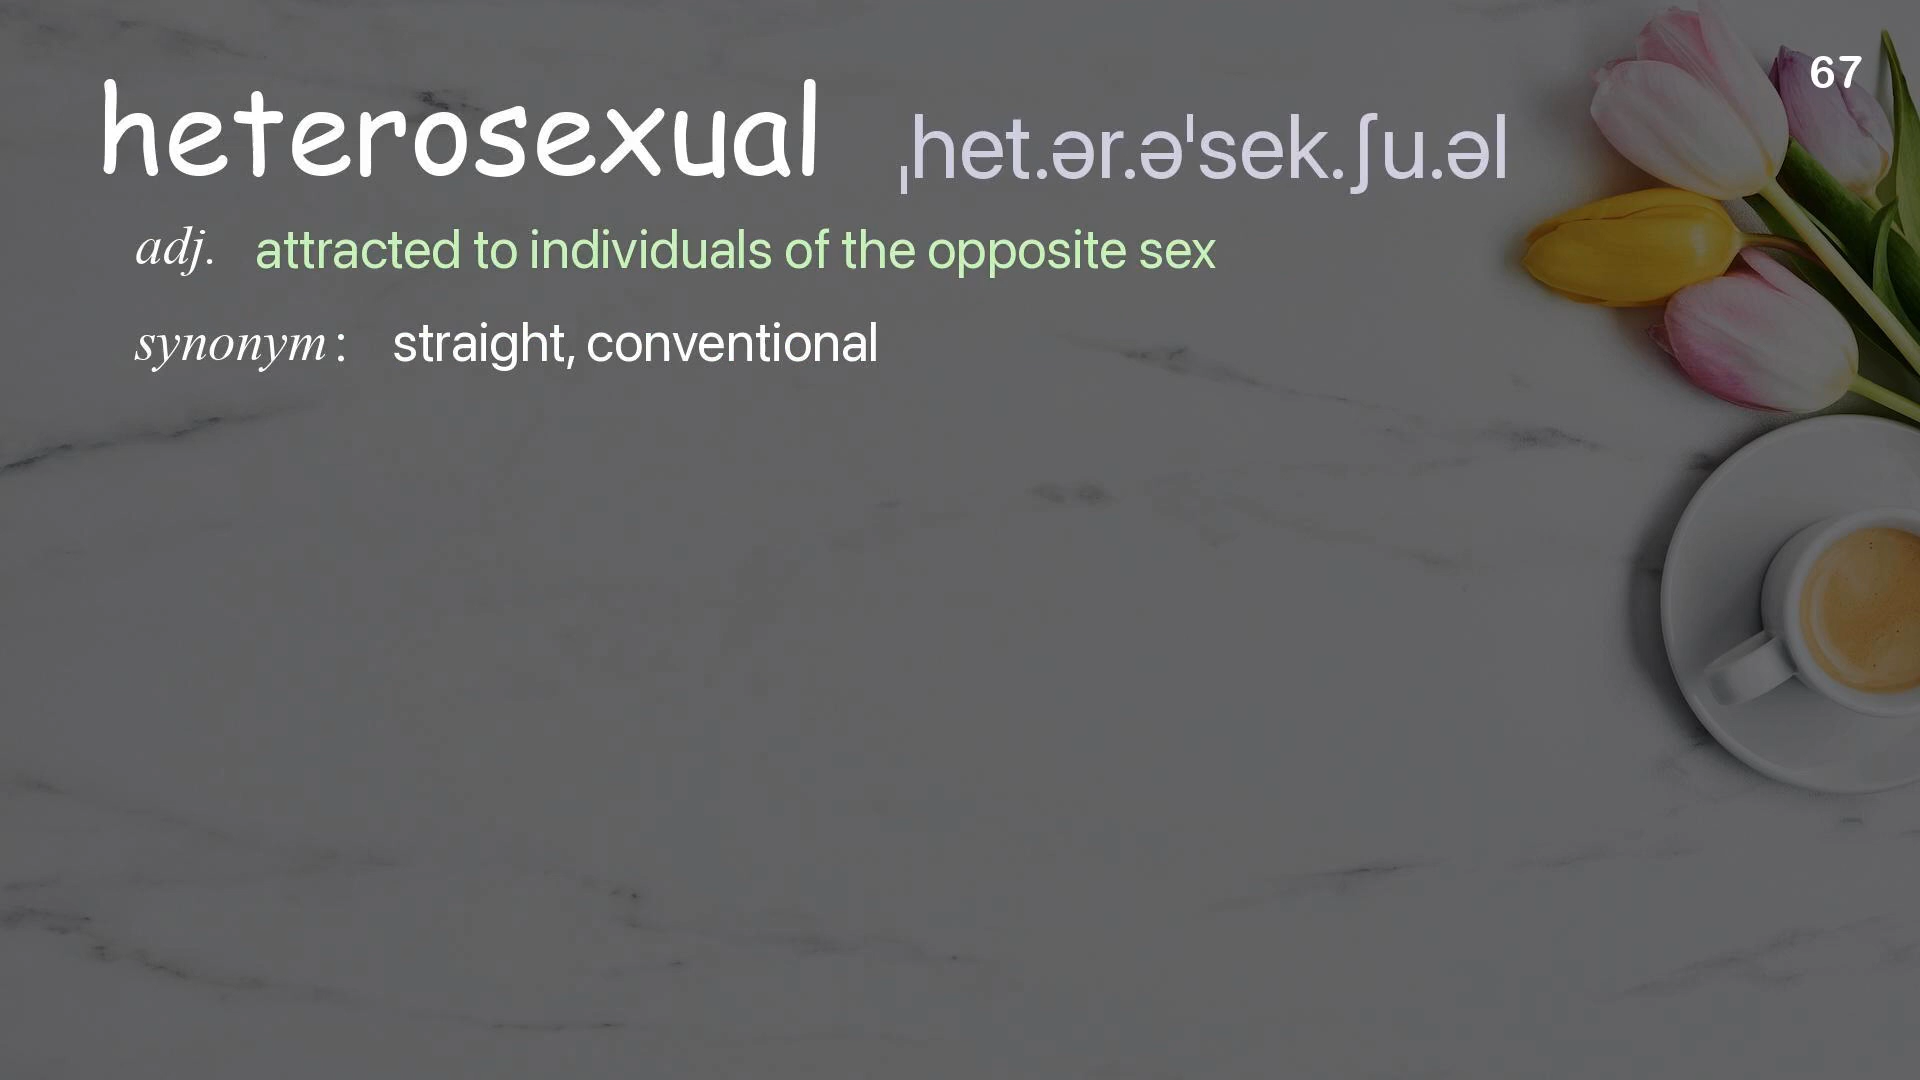 67
heterosexual ˌhet.ər.əˈsek.ʃu.əl
adj. attracted to individuals of the opposite sex
synonym: straight, conventional